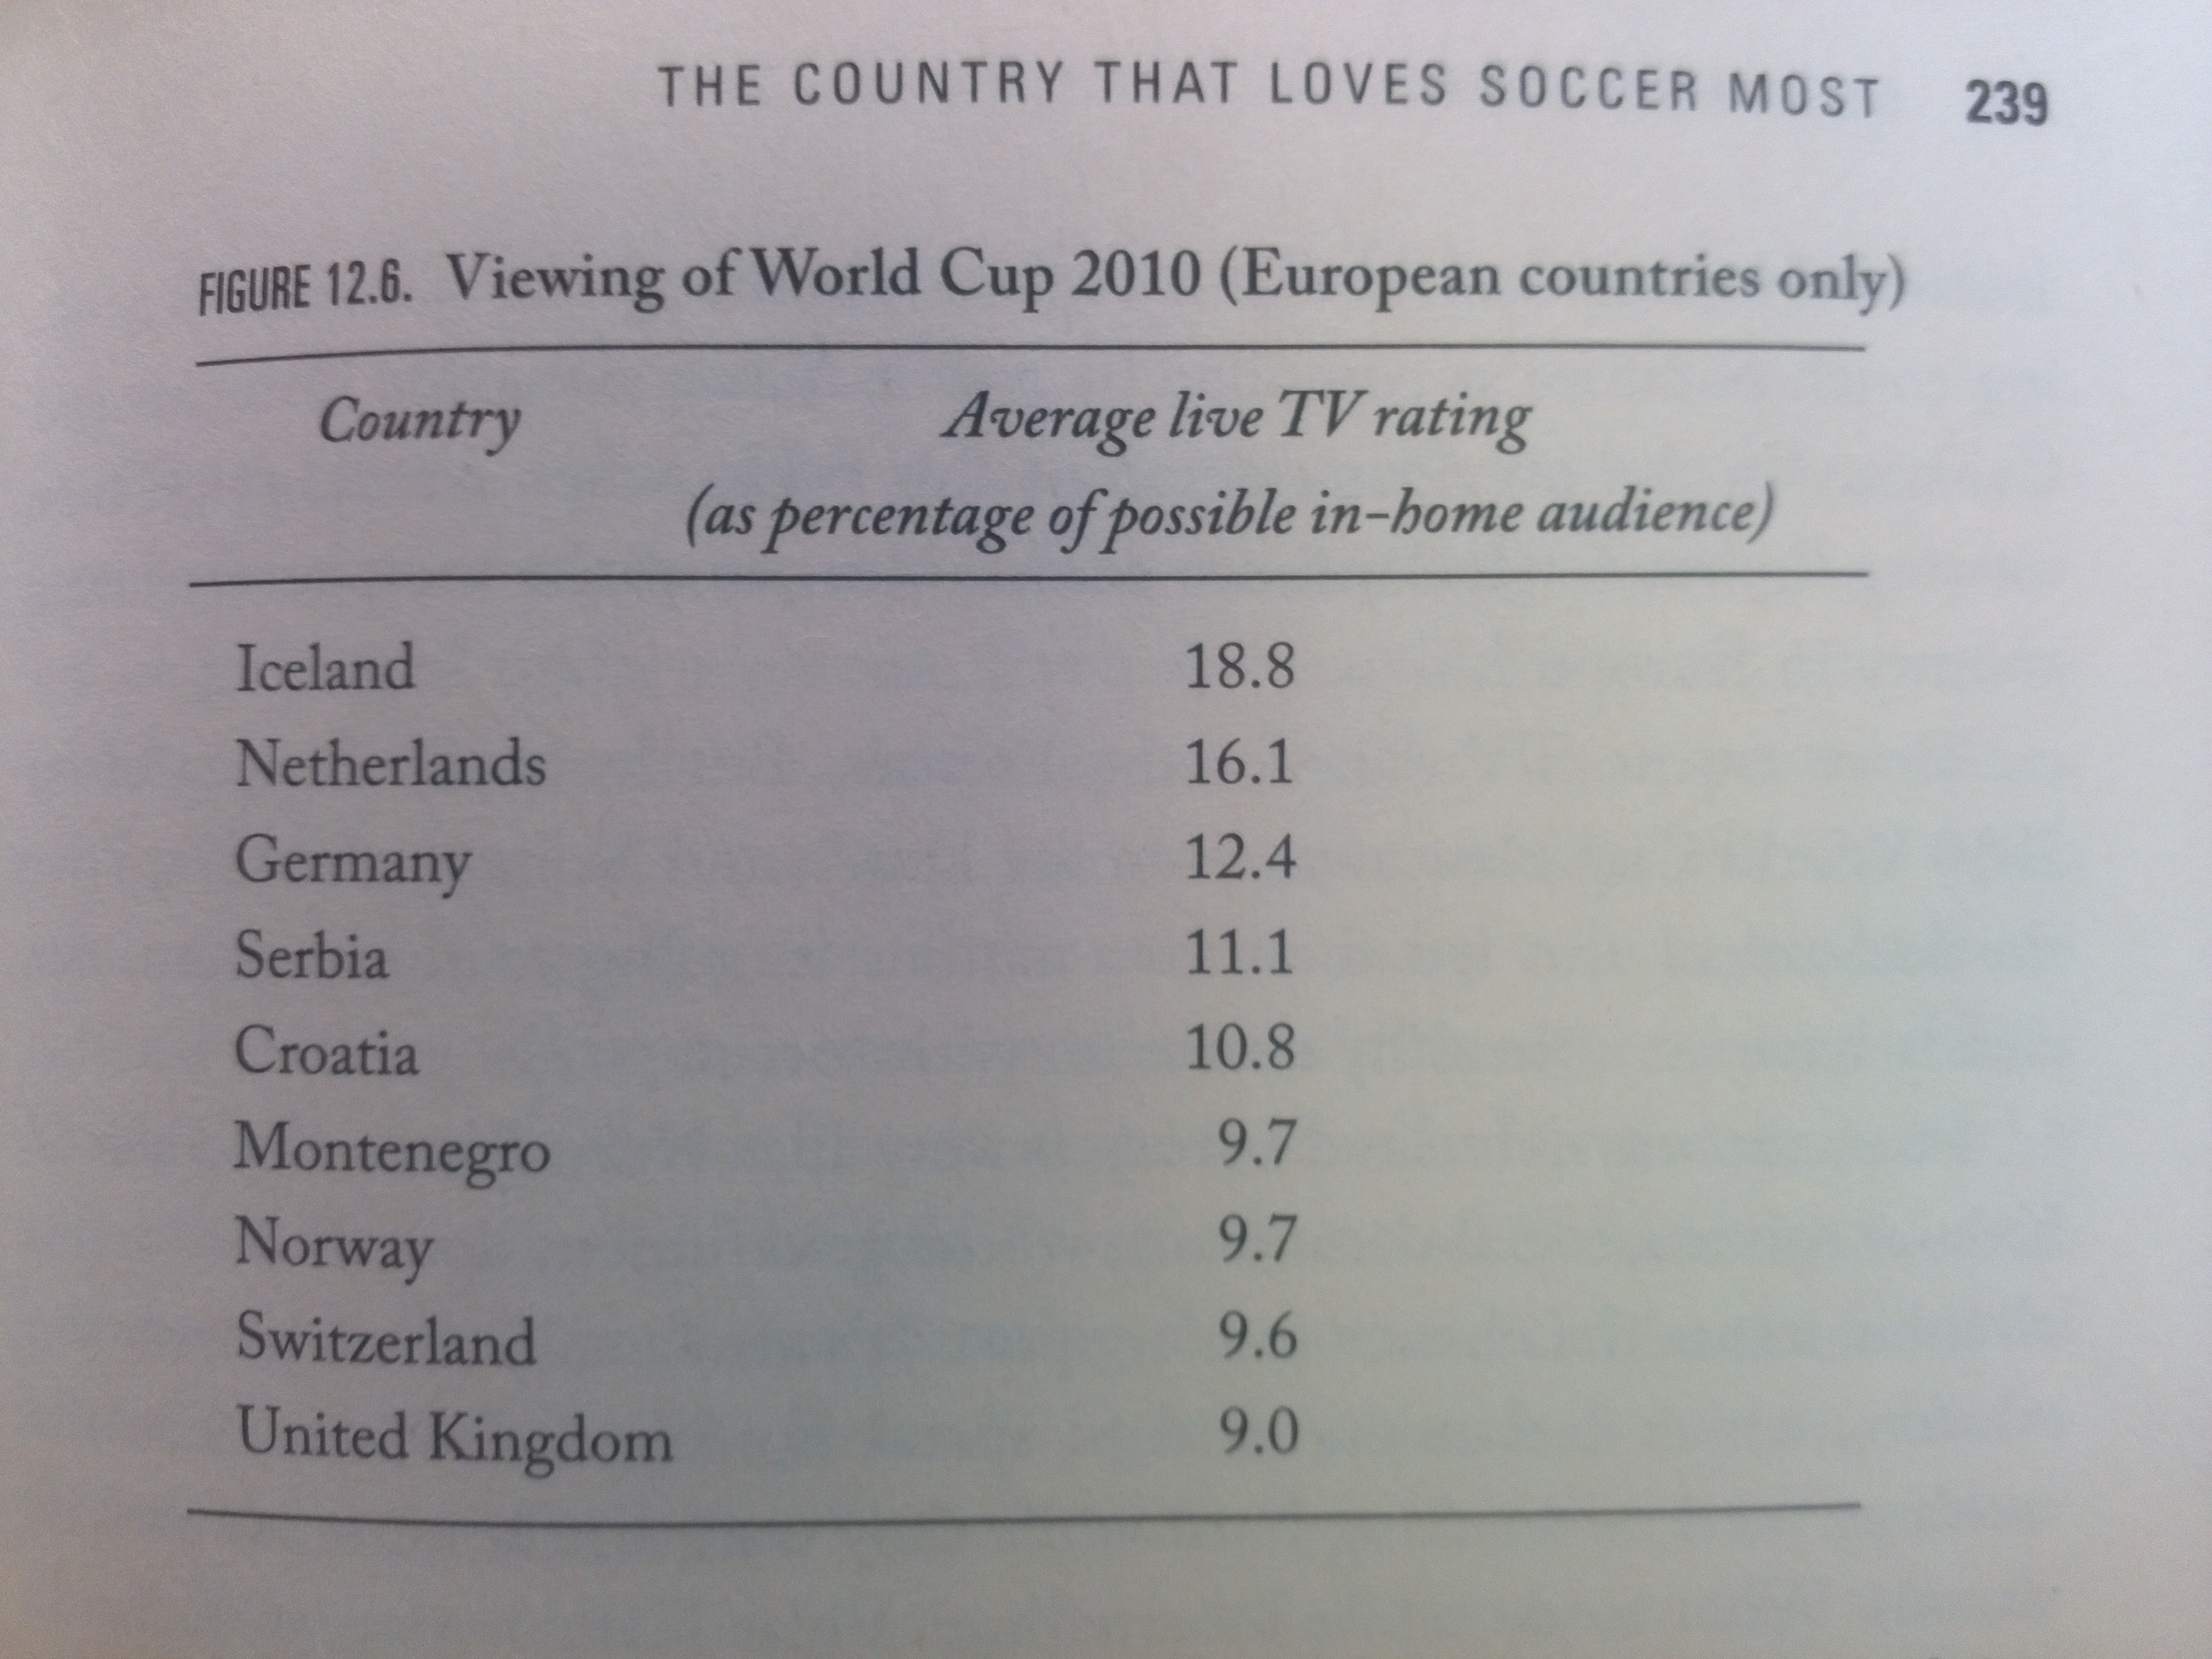 THE COUNTRY THAT LOVES SOCCER MOST 239
FIGURE 12.6. Viewing of World Cup 2010 (European countries only)
Country Average live TV rating
(as percentage of possible in-home audience)
Iceland 18.8
Netherlands 16.1
Germany 12.4
Serbia 11.1
Croatia 10.8
Montenegro 9.7
Norway 9.7
Switzerland 9.6
United Kingdom 9.0